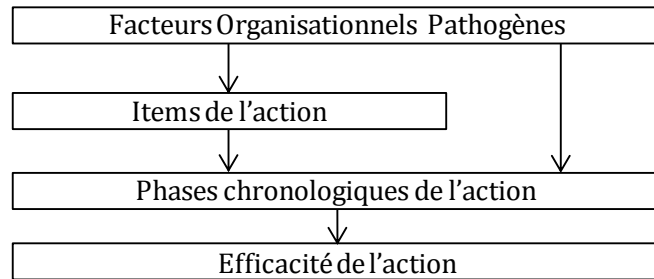 Facteurs Organisationnels Pathogènes
Items de l’action
Phases chronologiques de l’action
Efficacité de l’action